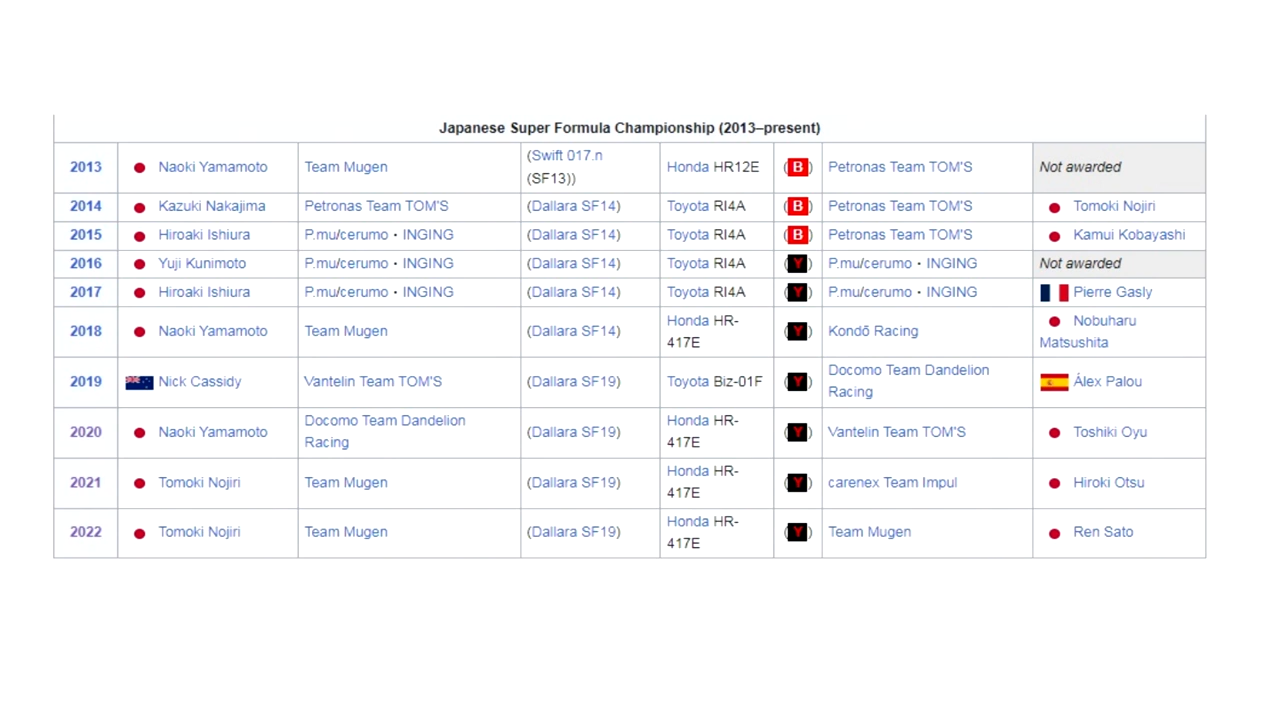 Japanese Super Formula Championship (2013–present)
2013 Naoki Yamamoto Team Mugen (Swift 017.n (SF13)) Honda HR12E (B) Petronas Team TOM'S Not awarded
2014 Kazuki Nakajima Petronas Team TOM'S (Dallara SF14) Toyota RI4A (B) Petronas Team TOM'S Tomoki Nojiri
2015 Hiroaki Ishiura P.mu/cerumo・INGING (Dallara SF14) Toyota RI4A (B) Petronas Team TOM'S Kamui Kobayashi
2016 Yuji Kunimoto P.mu/cerumo・INGING (Dallara SF14) Toyota RI4A (Y) P.mu/cerumo・INGING Not awarded
2017 Hiroaki Ishiura P.mu/cerumo・INGING (Dallara SF14) Toyota RI4A (Y) P.mu/cerumo・INGING Pierre Gasly
2018 Naoki Yamamoto Team Mugen (Dallara SF14) Honda HR-417E (Y) Kondō Racing Nobuharu Matsushita
2019 Nick Cassidy Vantelin Team TOM'S (Dallara SF19) Toyota Biz-01F (Y) Docomo Team Dandelion Racing Álex Palou
2020 Naoki Yamamoto Docomo Team Dandelion Racing (Dallara SF19) Honda HR-417E (Y) Vantelin Team TOM'S Toshiki Oyu
2021 Tomoki Nojiri Team Mugen (Dallara SF19) Honda HR-417E (Y) carenex Team Impul Hiroki Otsu
2022 Tomoki Nojiri Team Mugen (Dallara SF19) Honda HR-417E (Y) Team Mugen Ren Sato